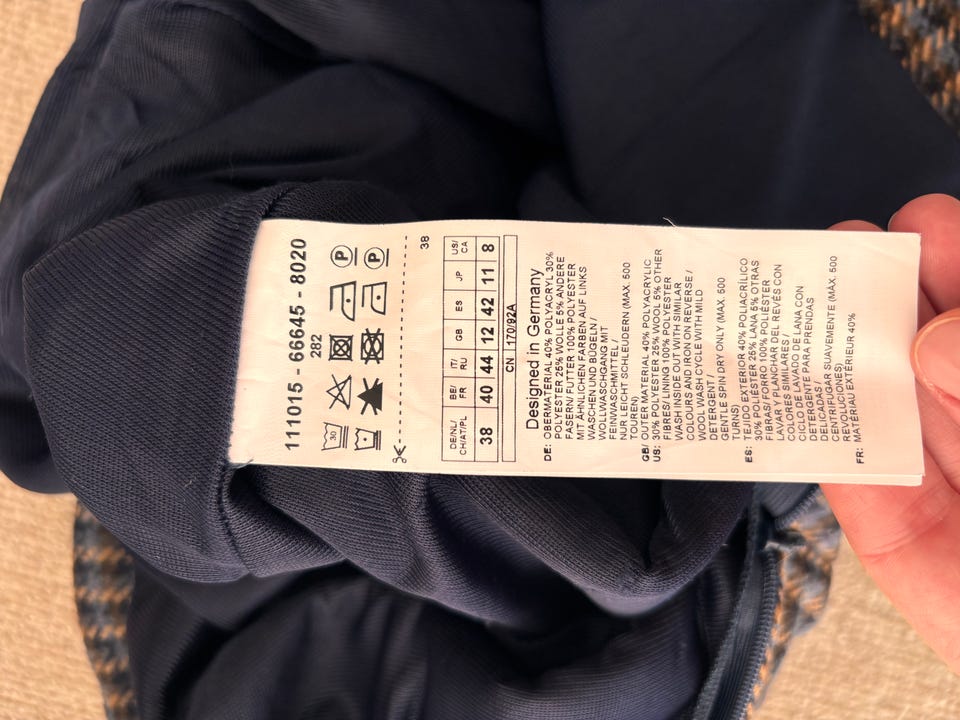 111015 - 66645 - 8020
282
30
P
P
38
DE/NL/ CH/AT/PL BE/ FR IT/ RU GB ES JP US/ CA
38 40 44 12 42 11 8
CN 170/92A
Designed in Germany
DE: OBERMATERIAL 40% POLYACRYL 30%
POLYESTER 25% WOLLE 5% ANDERE
FASERN/ FUTTER 100% POLYESTER
MIT ÄHNLICHEN FARBEN AUF LINKS
WASCHEN UND BÜGELN /
WOLLWASCHGANG MIT
FEINWASCHMITTEL /
NUR LEICHT SCHLEUDERN (MAX. 500
TOUREN)
GB/ OUTER MATERIAL 40% POLYACRYLIC
US: 30% POLYESTER 25% WOOL 5% OTHER
FIBRES/ LINING 100% POLYESTER
WASH INSIDE OUT WITH SIMILAR
COLOURS AND IRON ON REVERSE /
WOOL WASH CYCLE WITH MILD
DETERGENT /
GENTLE SPIN DRY ONLY (MAX. 500
TURNS)
ES: TEJIDO EXTERIOR 40% POLIACRÍLICO
30% POLIÉSTER 25% LANA 5% OTRAS
FIBRAS/ FORRO 100% POLIÉSTER
LAVAR Y PLANCHAR DEL REVÉS CON
COLORES SIMILARES /
CICLO LAVADO DE LANA CON
DETERGENTE PARA PRENDAS
DELICADAS /
CENTRIFUGAR SUAVEMENTE (MÁX. 500
REVOLUCIONES)
FR: MATÉRIAU EXTÉRIEUR 40%